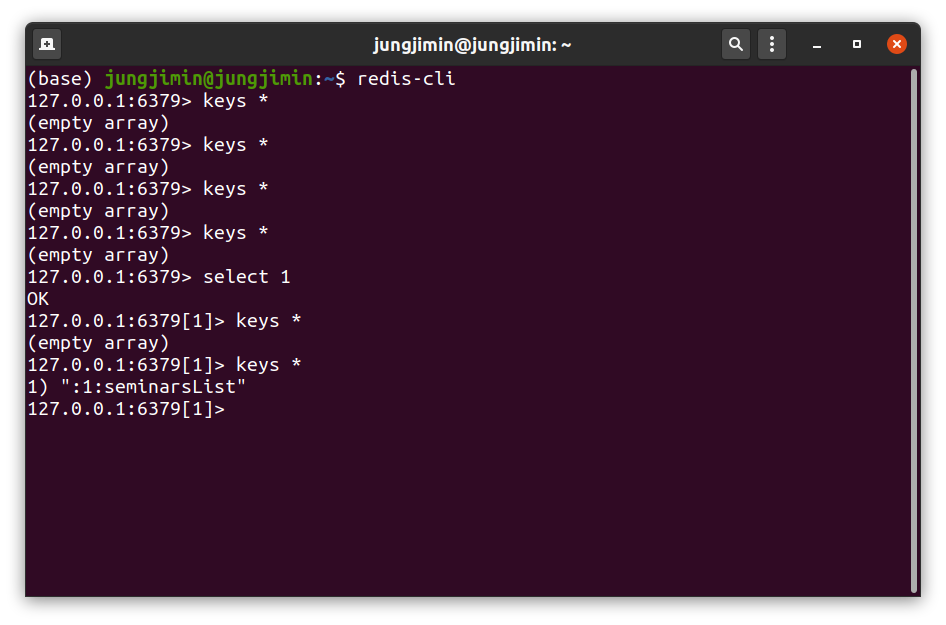 jungjimin@jungjimin: ~
(base) jungjimin@jungjimin:~$ redis-cli
127.0.0.1:6379> keys *
(empty array)
127.0.0.1:6379> keys *
(empty array)
127.0.0.1:6379> keys *
(empty array)
127.0.0.1:6379> keys *
(empty array)
127.0.0.1:6379> select 1
OK
127.0.0.1:6379[1]> keys *
(empty array)
127.0.0.1:6379[1]> keys *
1) ":1:seminarsList"
127.0.0.1:6379[1]>